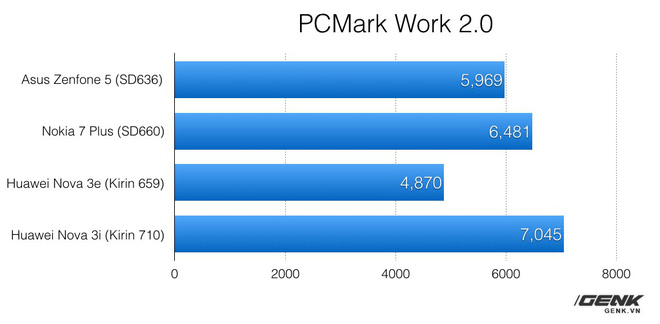 PCMark Work 2.0
Asus Zenfone 5 (SD636)
5,969
Nokia 7 Plus (SD660)
6,481
Huawei Nova 3e (Kirin 659)
4,870
Huawei Nova 3i (Kirin 710)
7,045
0 2000 4000 6000 8000
GENK
GENK.VN